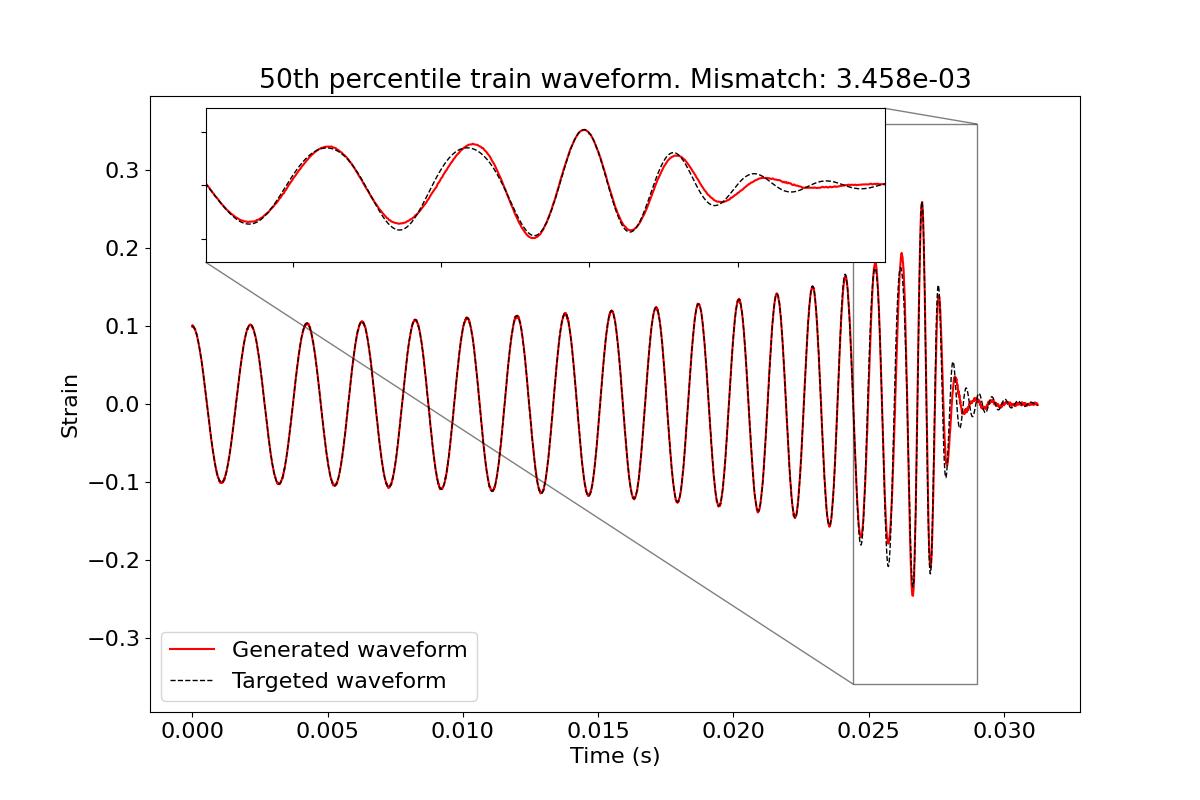 50th percentile train waveform. Mismatch: 3.458e-03
Strain
0.3
0.2
0.1
0.0
−0.1
−0.2
−0.3
Generated waveform
Targeted waveform
0.000 0.005 0.010 0.015 0.020 0.025 0.030
Time (s)